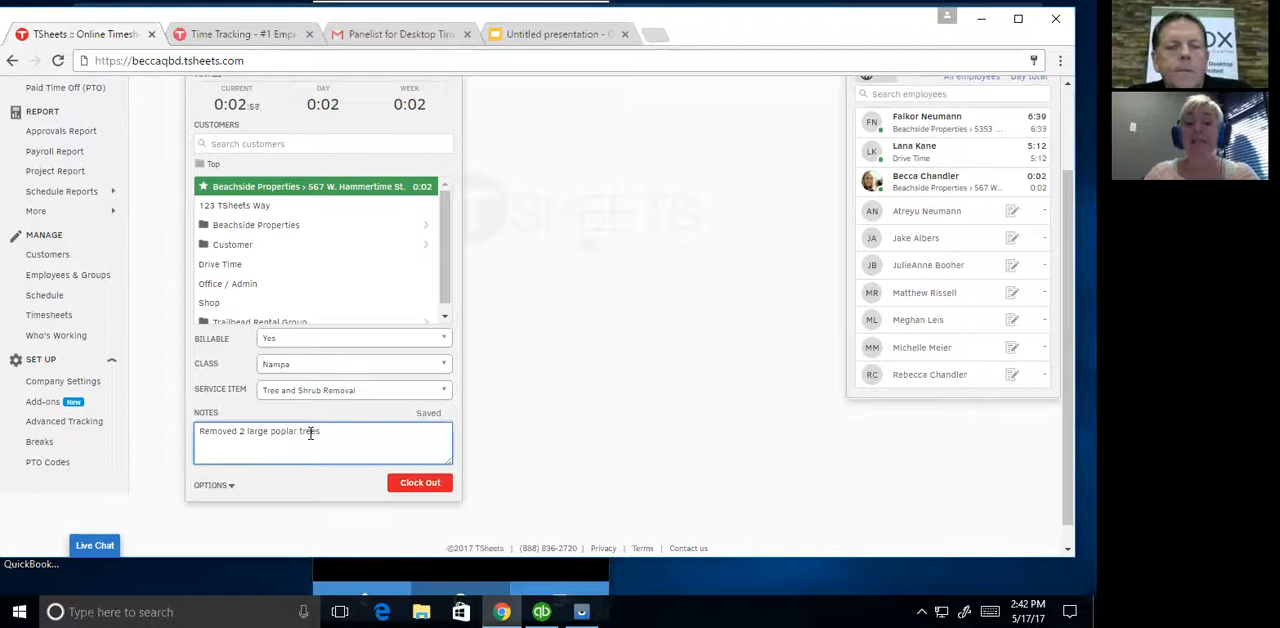 TSheets :: Online Timesh
Time Tracking - #1 Emp
Panelist for Desktop Tim
Untitled presentation - G
https://beccaqbd.tsheets.com
Paid Time Off (PTO)
REPORT
Approvals Report
Payroll Report
Project Report
Schedule Reports
More
MANAGE
Customers
Employees & Groups
Schedule
Timesheets
Who's Working
SET UP
Company Settings
Add-ons New
Advanced Tracking
Breaks
PTO Codes
Live Chat
CURRENT DAY WEEK
0:02 0:02 0:02
CUSTOMERS
Search customers
Top
Beachside Properties › 567 W. Hammertime St. 0:02
123 TSheets Way
Beachside Properties
Customer
Drive Time
Office / Admin
Shop
Trailhead Rental Group
BILLABLE Yes
CLASS Nampa
SERVICE ITEM Tree and Shrub Removal
NOTES Saved
Removed 2 large poplar trees
OPTIONS
Clock Out
TSHEETS
All employees Day total
Search employees
FN Falkor Neumann 6:39
Beachside Properties › 5353 ... 6:39
LK Lana Kane 5:12
Drive Time 5:12
Becca Chandler 0:02
Beachside Properties › 567 W... 0:02
AN Atreyu Neumann -
JA Jake Albers -
JB JulieAnne Booher -
MR Matthew Rissell -
ML Meghan Leis -
MM Michelle Meier -
RC Rebecca Chandler -
©2017 TSheets | (888) 836-2720 | Privacy | Terms | Contact us
QuickBook...
Type here to search
2:42 PM
5/17/17
OX
Desktop